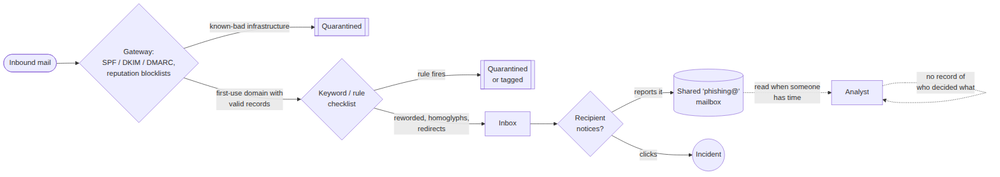 Inbound mail
Gateway:
SPF / DKIM / DMARC,
reputation blocklists
known-bad infrastructure
Quarantined
first-use domain with
valid records
Keyword / rule
checklist
rule fires
Quarantined
or tagged
reworded, homoglyphs,
redirects
Inbox
Recipient
notices?
reports it
Shared 'phishing@'
mailbox
read when someone
has time
Analyst
no record of
who decided what
clicks
Incident